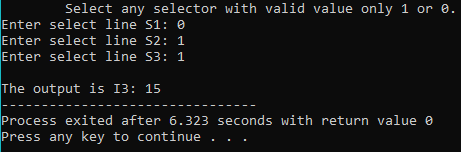 Select any selector with valid value only 1 or 0.
Enter select line S1: 0
Enter select line S2: 1
Enter select line S3: 1
The output is I3: 15
--------------------------------
Process exited after 6.323 seconds with return value 0
Press any key to continue . . .